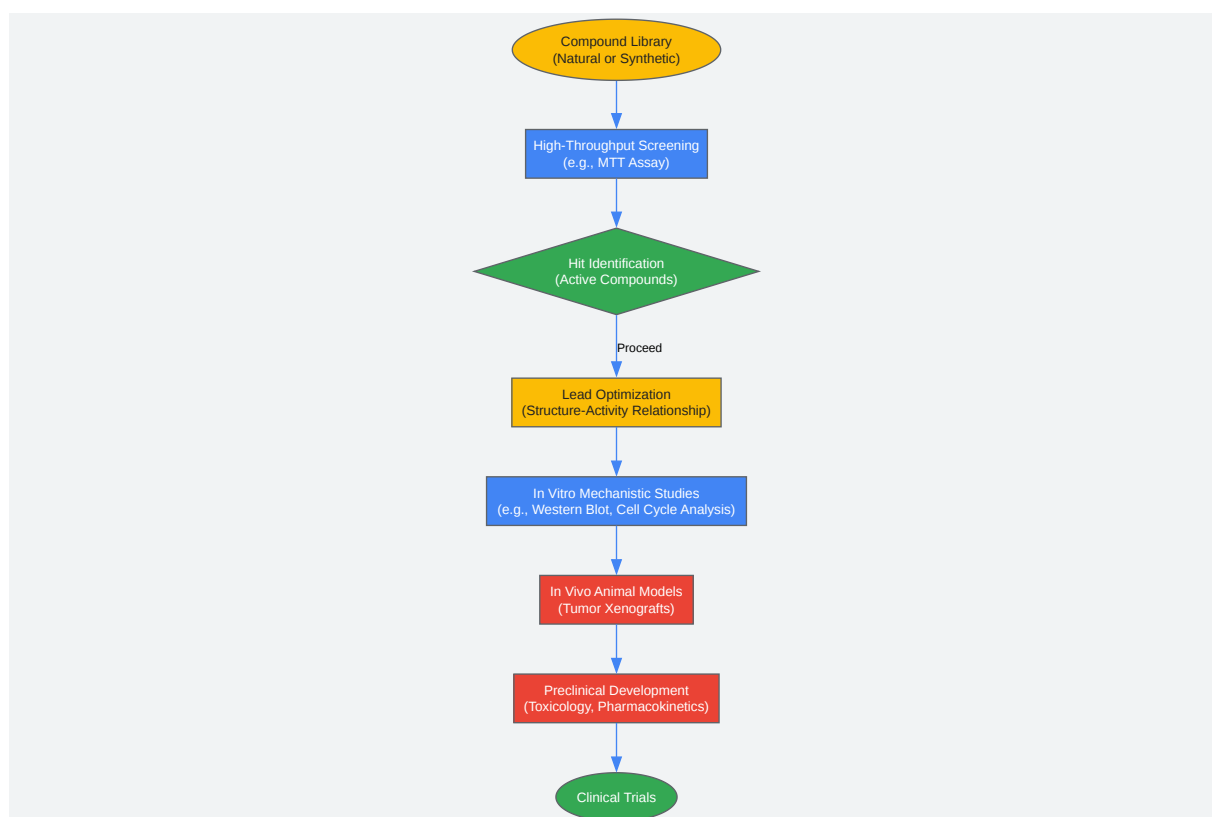 Compound Library
(Natural or Synthetic)
High-Throughput Screening
(e.g., MTT Assay)
Hit Identification
(Active Compounds)
Proceed
Lead Optimization
(Structure-Activity Relationship)
In Vitro Mechanistic Studies
(e.g., Western Blot, Cell Cycle Analysis)
In Vivo Animal Models
(Tumor Xenografts)
Preclinical Development
(Toxicology, Pharmacokinetics)
Clinical Trials